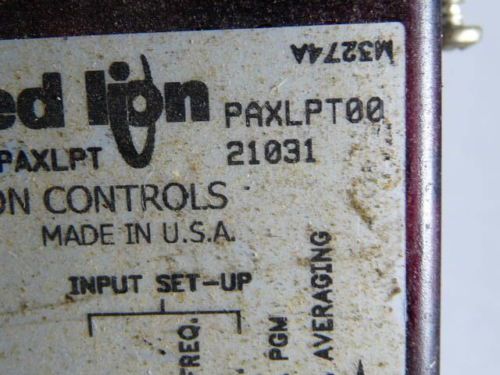 M3274A
ed lion PAXLPT00
PAXLPT 21031
ON CONTROLS
MADE IN U.S.A.
INPUT SET-UP
FREQ.
PGM
AVERAGING